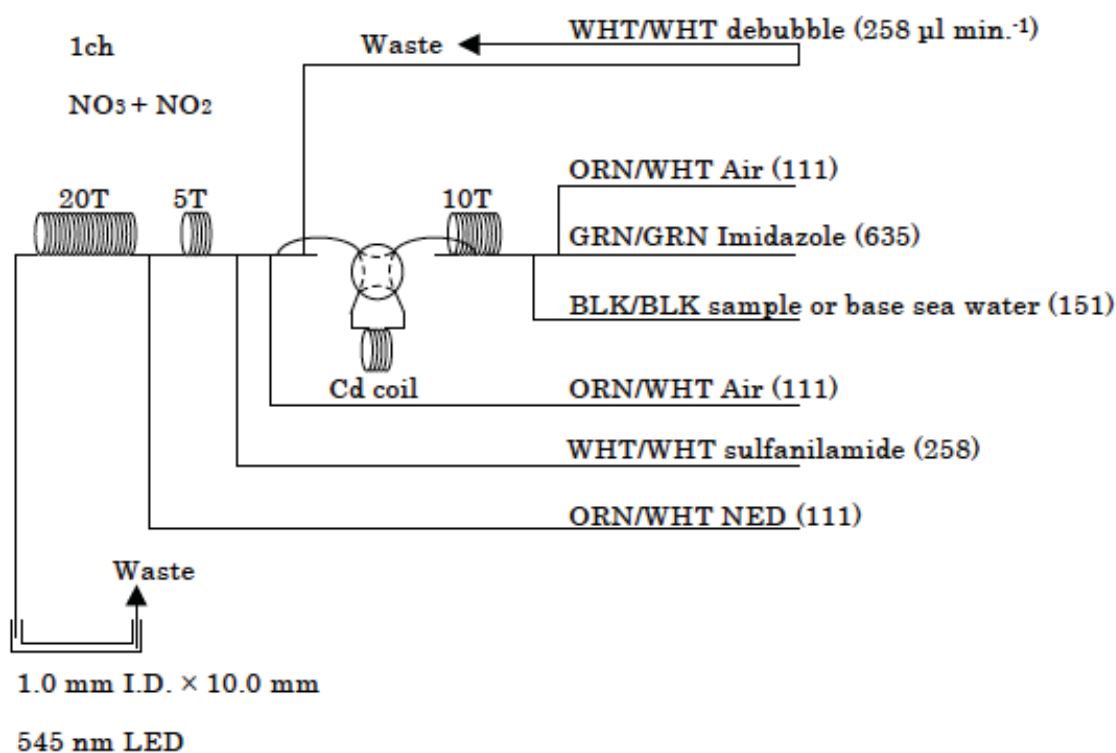 1ch
Waste
WHT/WHT debubble (258 µl min.-1)
NO3 + NO2
ORN/WHT Air (111)
20T
5T
10T
GRN/GRN Imidazole (635)
BLK/BLK sample or base sea water (151)
Cd coil
ORN/WHT Air (111)
WHT/WHT sulfanilamide (258)
ORN/WHT NED (111)
Waste
1.0 mm I.D. × 10.0 mm
545 nm LED